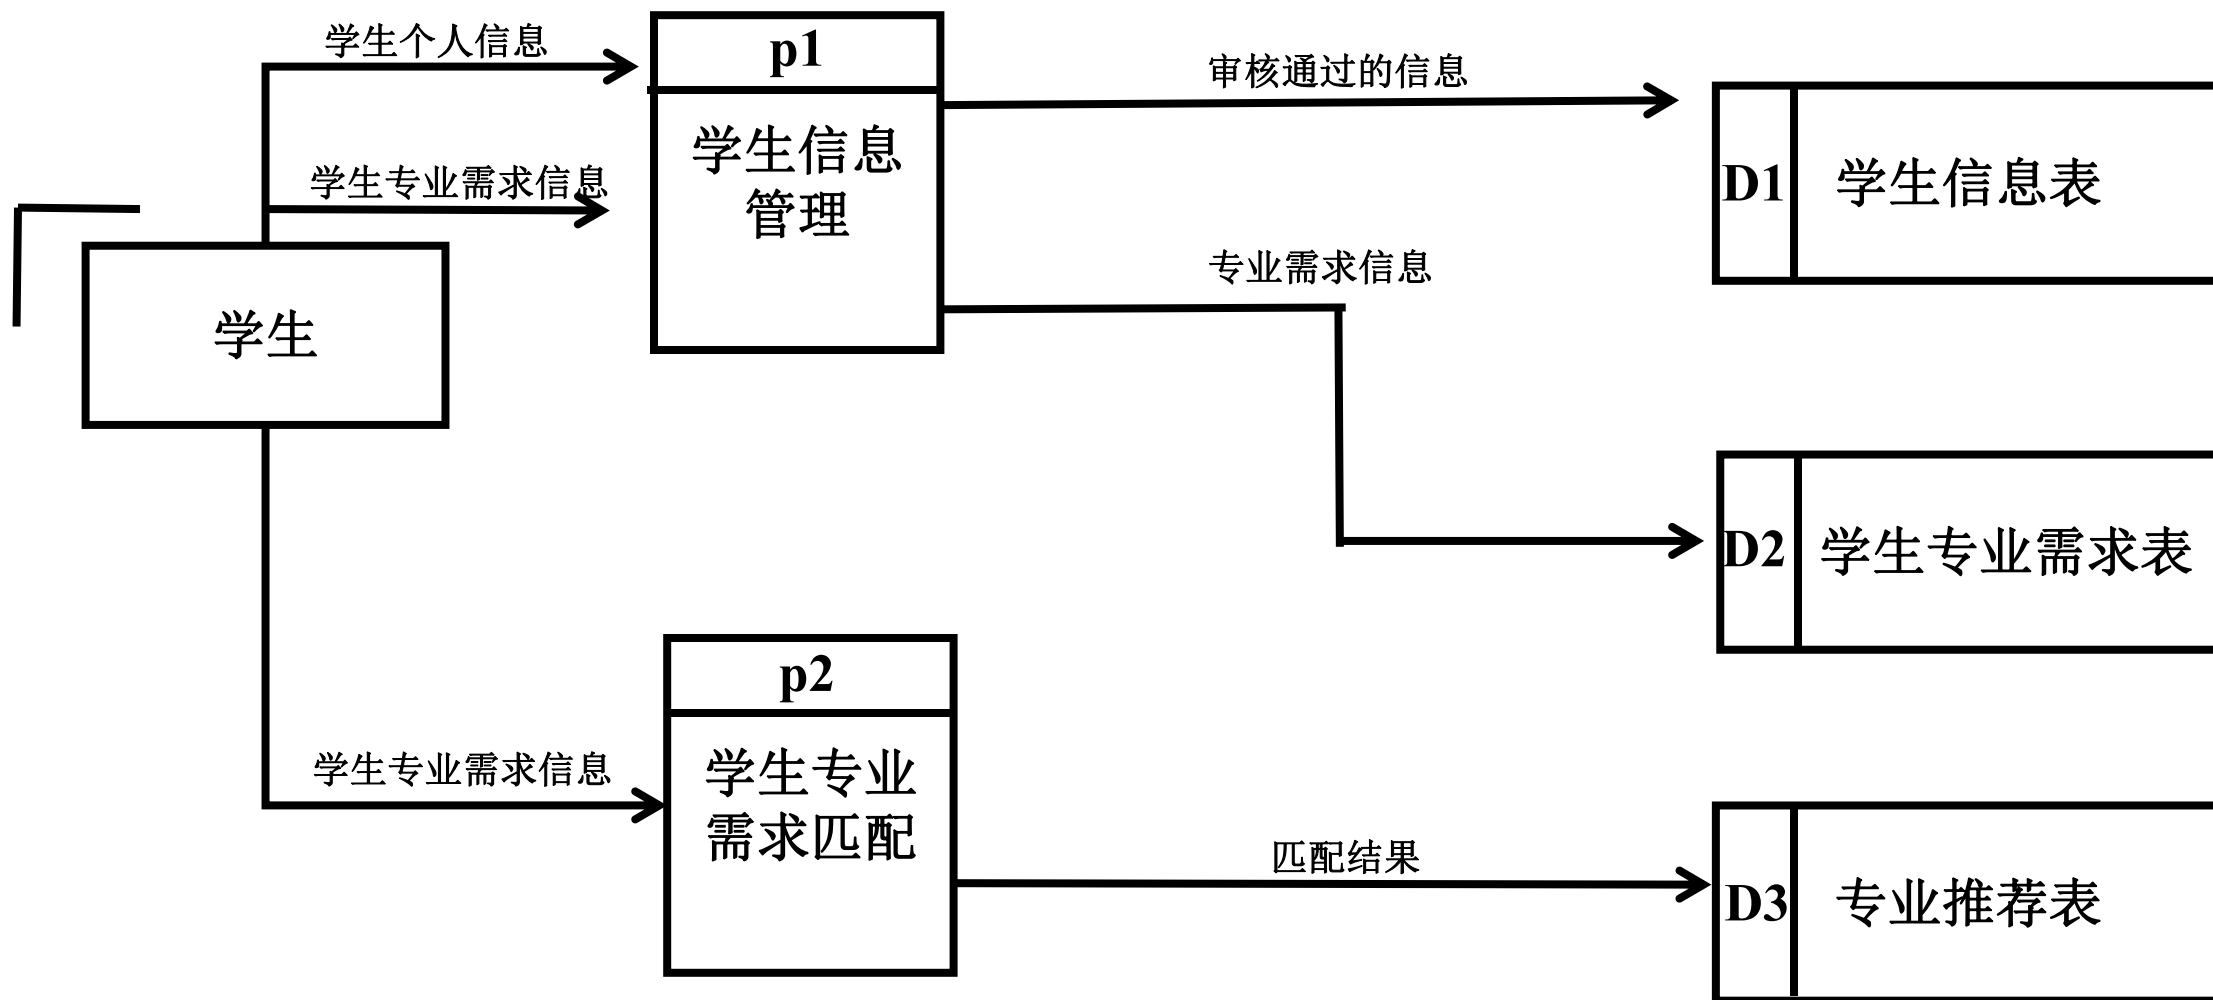 学生个人信息
p1
审核通过的信息
学生信息
管理
学生专业需求信息
D1
学生信息表
专业需求信息
学生
D2
学生专业需求表
p2
学生专业
需求匹配
学生专业需求信息
匹配结果
D3
专业推荐表